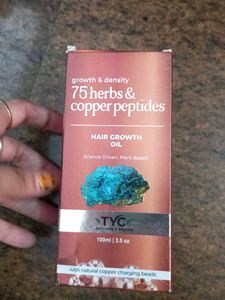 growth & density
75 herbs &
copper peptides
HAIR GROWTH
OIL
Science Driven, Plant Based
TYC
100ml | 3.5 oz
with natural copper charging beads